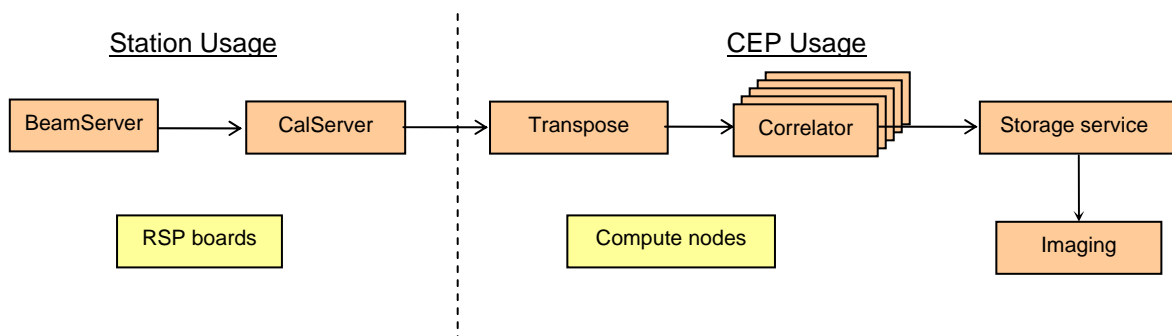 Station Usage
CEP Usage
BeamServer
CalServer
Transpose
Correlator
Storage service
RSP boards
Compute nodes
Imaging